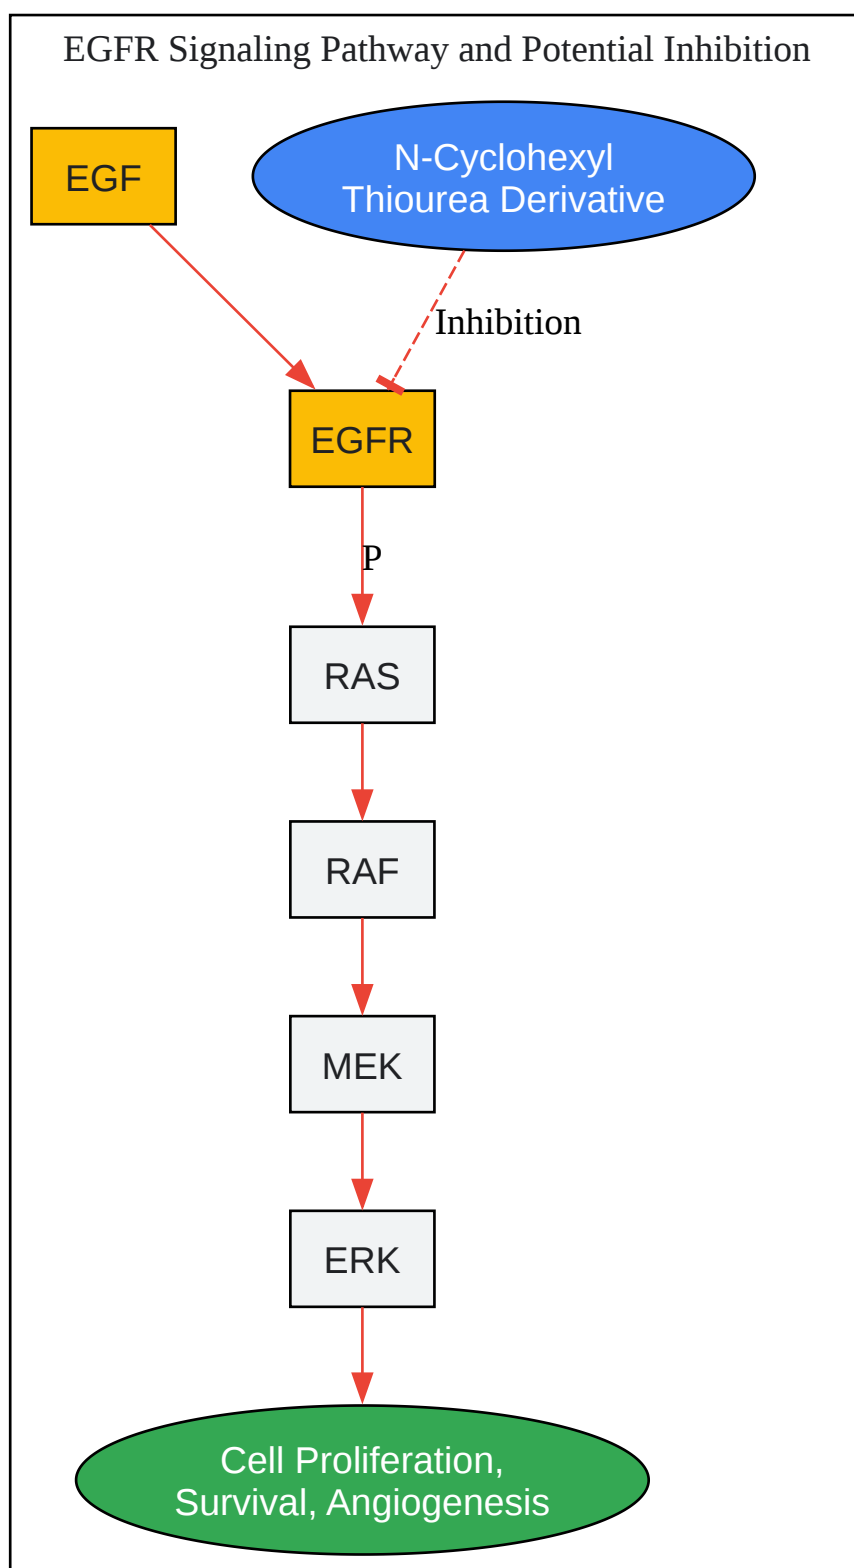 EGFR Signaling Pathway and Potential Inhibition
EGF
N-Cyclohexyl
Thiourea Derivative
Inhibition
EGFR
P
RAS
RAF
MEK
ERK
Cell Proliferation,
Survival, Angiogenesis